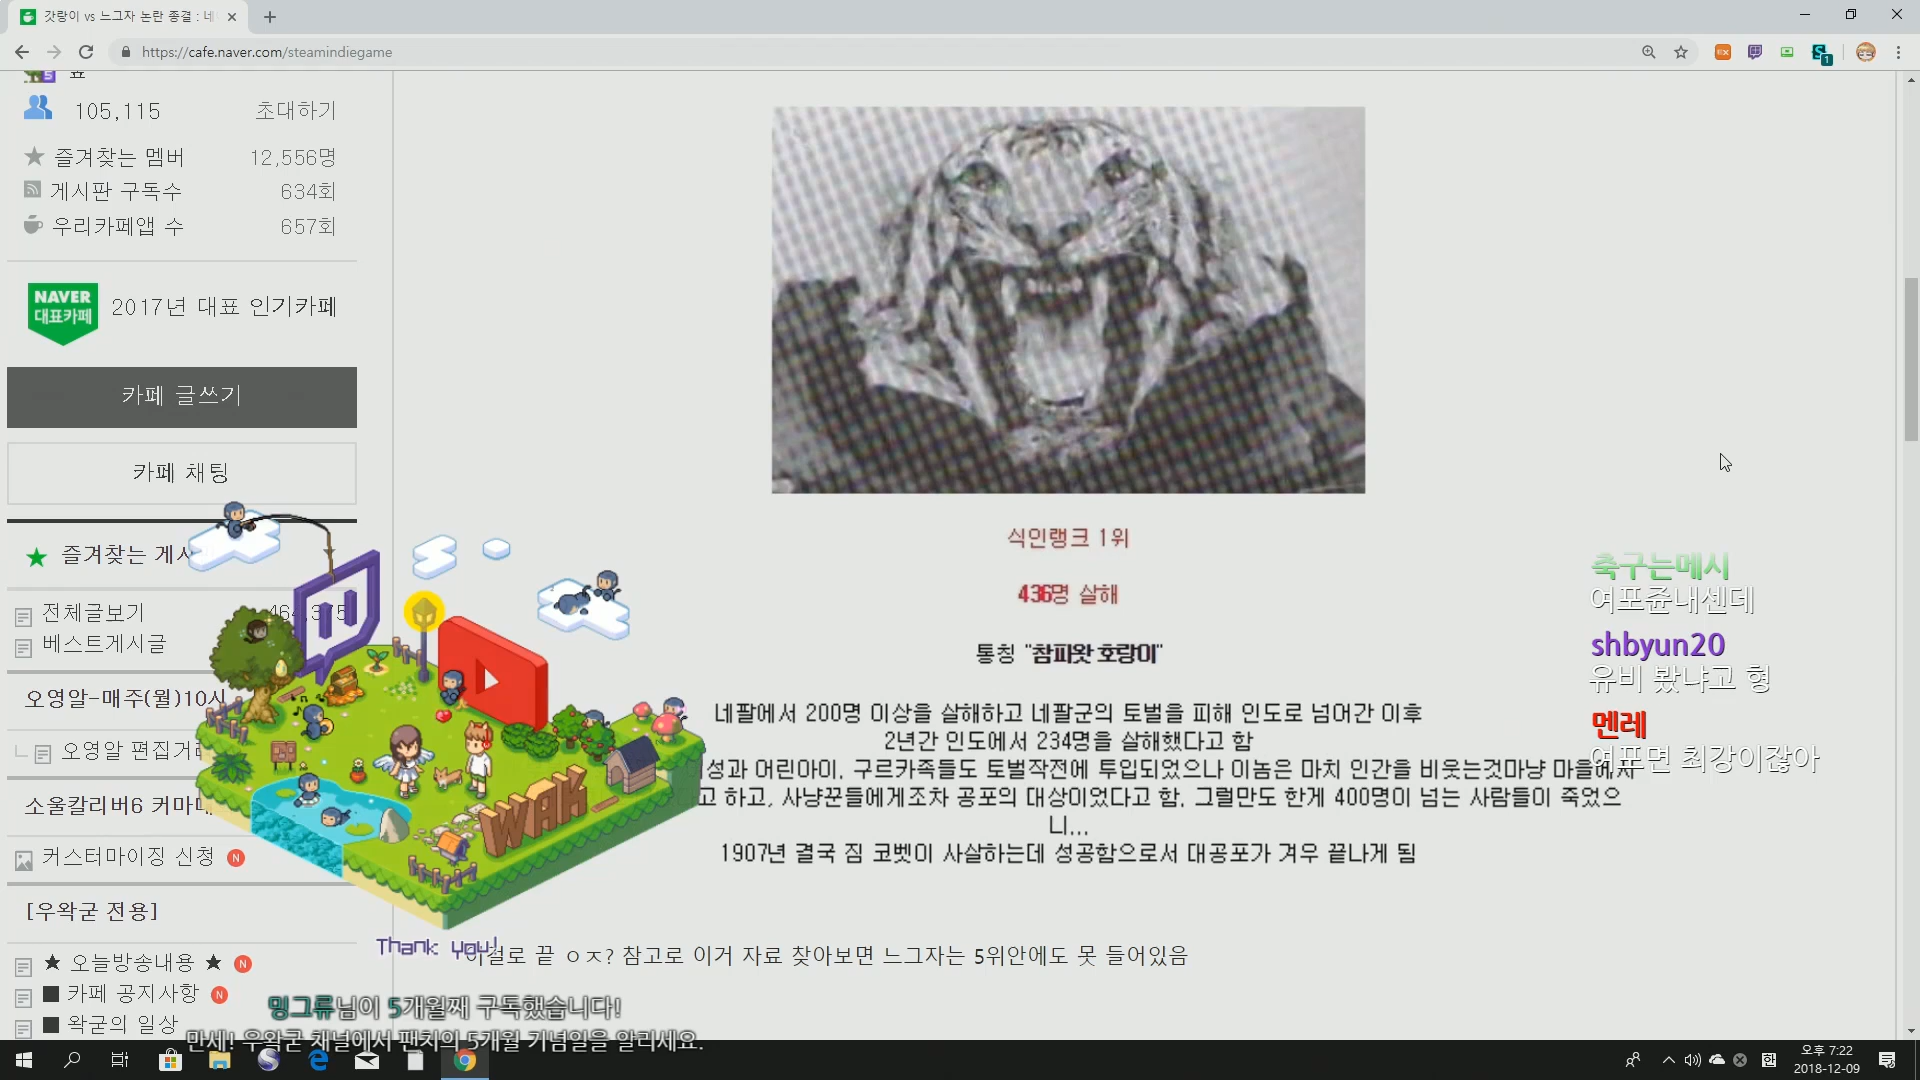 갓랑이 vs 느그자 논란 종결 : 네
https://cafe.naver.com/steamindiegame
105,115 초대하기
즐겨찾는 멤버 12,556명
게시판 구독수 634회
우리카페앱 수 657회
NAVER
대표카페
2017년 대표 인기카페
카페 글쓰기
카페 채팅
즐겨찾는 게시
전체글보기
베스트게시글
오영알-매주(월)10시
오영알 편집거
소울칼리버6 커마
커스터마이징 신청 N
[우왁굳 전용]
★ 오늘방송내용 ★ N
■ 카페 공지사항 N
■ 왁굳의 일상
식인랭크 1위
436명 살해
통칭 "참파왓 호랑이"
네팔에서 200명 이상을 살해하고 네팔군의 토벌을 피해 인도로 넘어간 이후
2년간 인도에서 234명을 살해했다고 함
성과 어린아이. 구르카족들도 토벌작전에 투입되었으나 이놈은 마치 인간을 비웃는것마냥 마을에서
고 하고, 사냥꾼들에게조차 공포의 대상이었다고 함. 그럴만도 한게 400명이 넘는 사람들이 죽었으
니...
1907년 결국 짐 코벳이 사살하는데 성공함으로서 대공포가 겨우 끝나게 됨
이걸로 끝 ㅇㅈ? 참고로 이거 자료 찾아보면 느그자는 5위안에도 못 들어있음
WAK
Thank you!
밍그류님이 5개월째 구독했습니다!
만세! 우왁굳 채널에서 팬치의 5개월 기념일을 알리세요.
축구는메시
여포쥰내센데
shbyun20
유비 봤냐고 형
멘레
여포면 최강이잖아
한
오후 7:22
2018-12-09